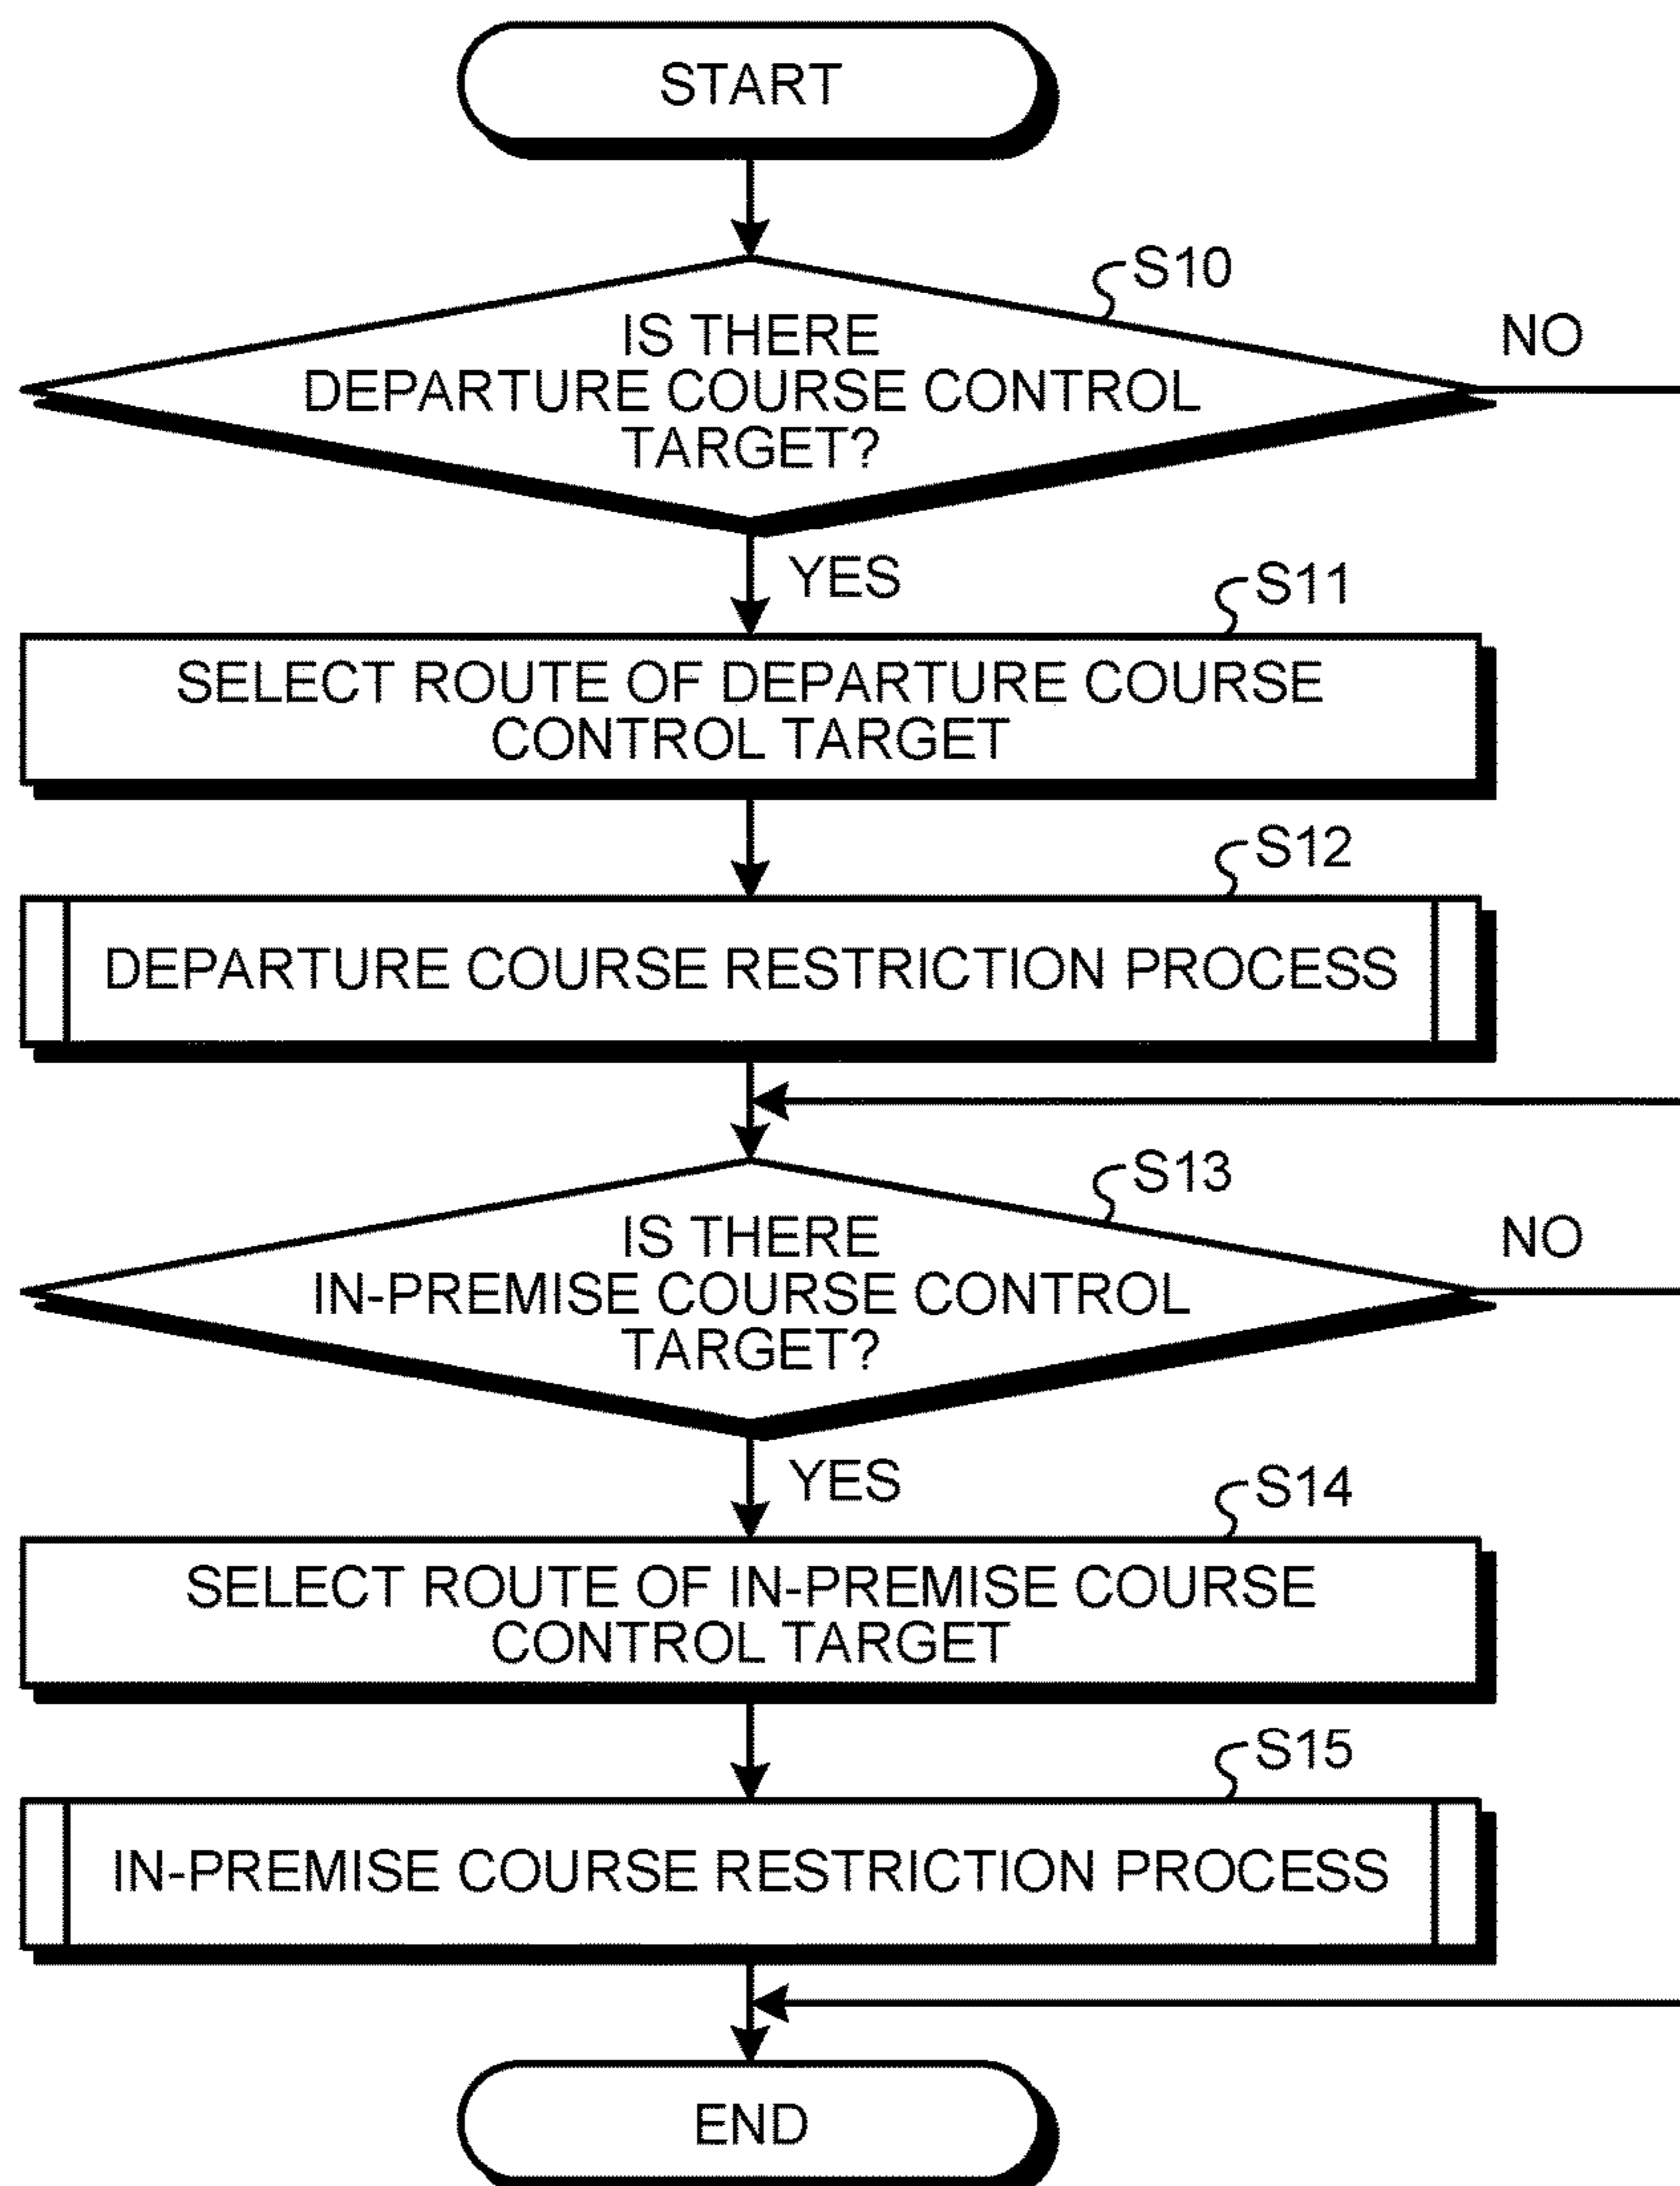 START
S10
IS THERE
DEPARTURE COURSE CONTROL
TARGET?
NO
YES
S11
SELECT ROUTE OF DEPARTURE COURSE
CONTROL TARGET
S12
DEPARTURE COURSE RESTRICTION PROCESS
S13
IS THERE
IN-PREMISE COURSE CONTROL
TARGET?
NO
YES
S14
SELECT ROUTE OF IN-PREMISE COURSE
CONTROL TARGET
S15
IN-PREMISE COURSE RESTRICTION PROCESS
END